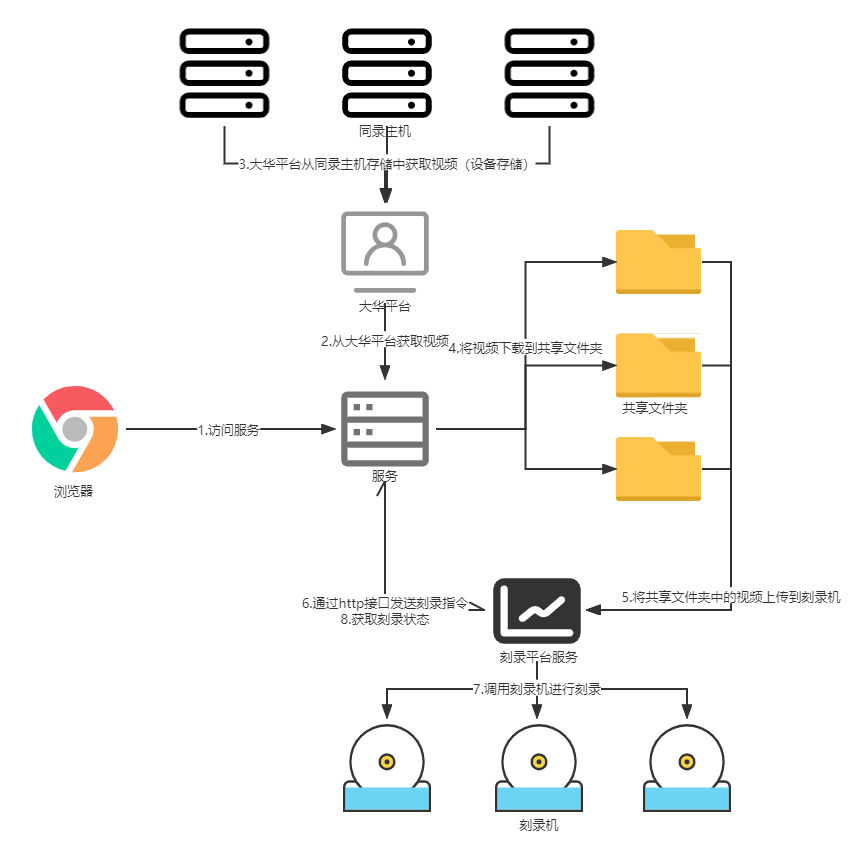 同录主机
3.大华平台从同录主机存储中获取视频（设备存储）
大华平台
2.从大华平台获取视频
4.将视频下载到共享文件夹
共享文件夹
1.访问服务
服务
浏览器
5.将共享文件夹中的视频上传到刻录机
6.通过http接口发送刻录指令
8.获取刻录状态
刻录平台服务
7.调用刻录机进行刻录
刻录机